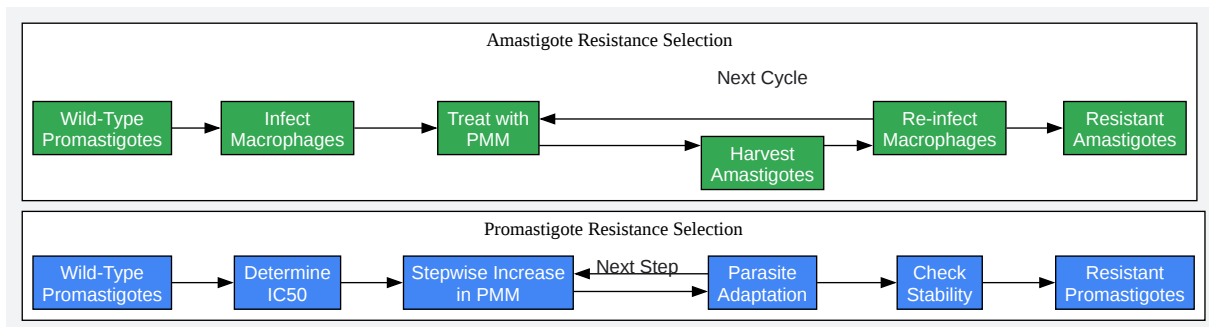 Amastigote Resistance Selection
Next Cycle
Wild-Type
Promastigotes
Infect
Macrophages
Treat with
PMM
Harvest
Amastigotes
Re-infect
Macrophages
Resistant
Amastigotes
Promastigote Resistance Selection
Wild-Type
Promastigotes
Determine
IC50
Stepwise Increase
in PMM
Next Step
Parasite
Adaptation
Check
Stability
Resistant
Promastigotes